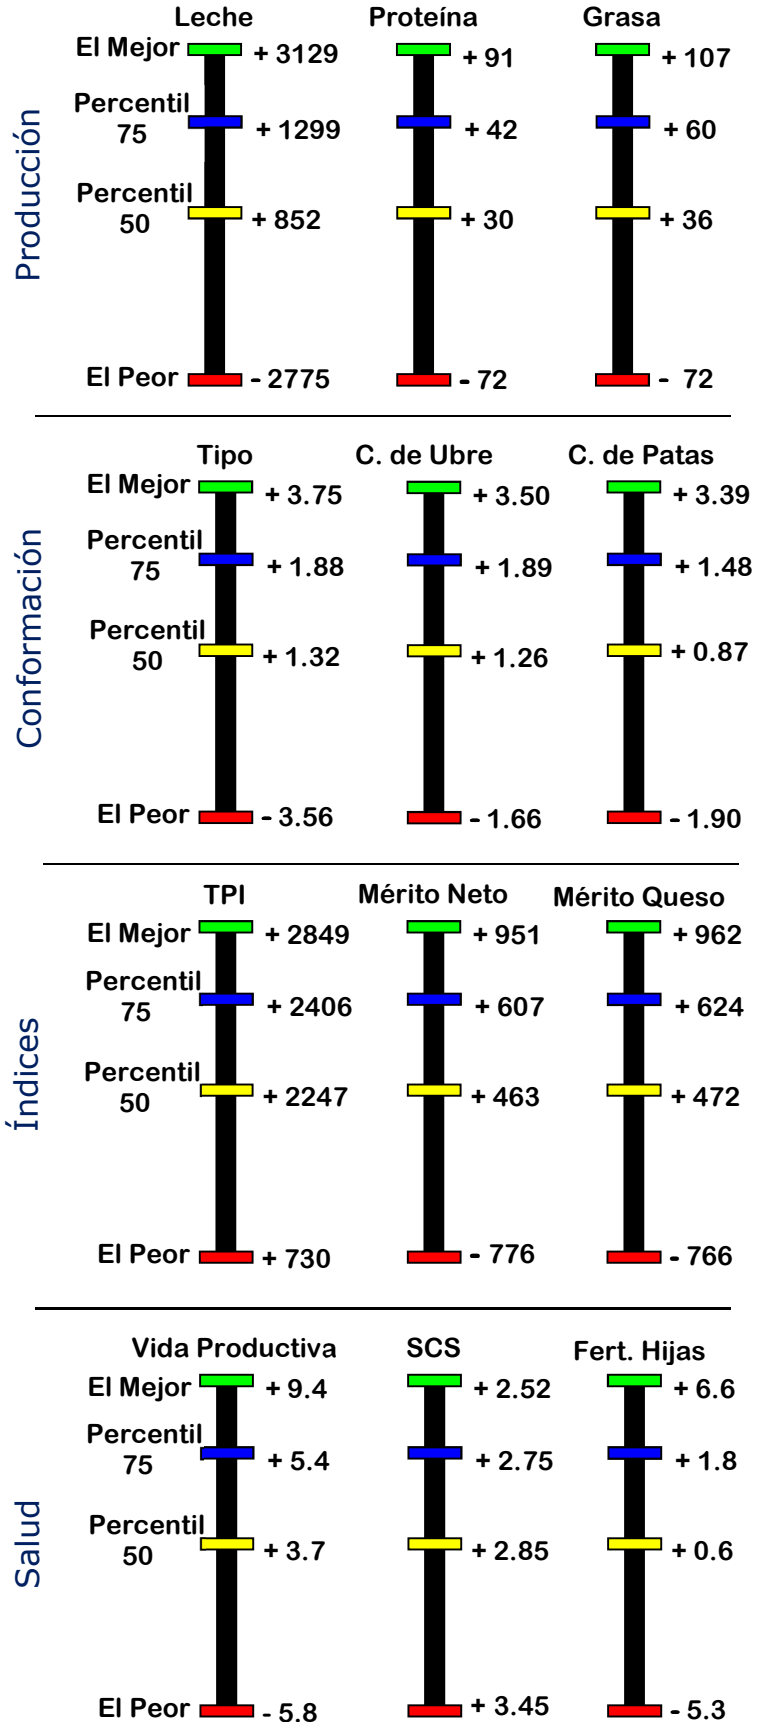 Producción
Leche Proteína Grasa
El Mejor + 3129 + 91 + 107
Percentil
75 + 1299 + 42 + 60
Percentil
50 + 852 + 30 + 36
El Peor - 2775 - 72 - 72
Conformación
Tipo C. de Ubre C. de Patas
El Mejor + 3.75 + 3.50 + 3.39
Percentil
75 + 1.88 + 1.89 + 1.48
Percentil
50 + 1.32 + 1.26 + 0.87
El Peor - 3.56 - 1.66 - 1.90
Índices
TPI Mérito Neto Mérito Queso
El Mejor + 2849 + 951 + 962
Percentil
75 + 2406 + 607 + 624
Percentil
50 + 2247 + 463 + 472
El Peor + 730 - 776 - 766
Salud
Vida Productiva SCS Fert. Hijas
El Mejor + 9.4 + 2.52 + 6.6
Percentil
75 + 5.4 + 2.75 + 1.8
Percentil
50 + 3.7 + 2.85 + 0.6
El Peor - 5.8 + 3.45 - 5.3